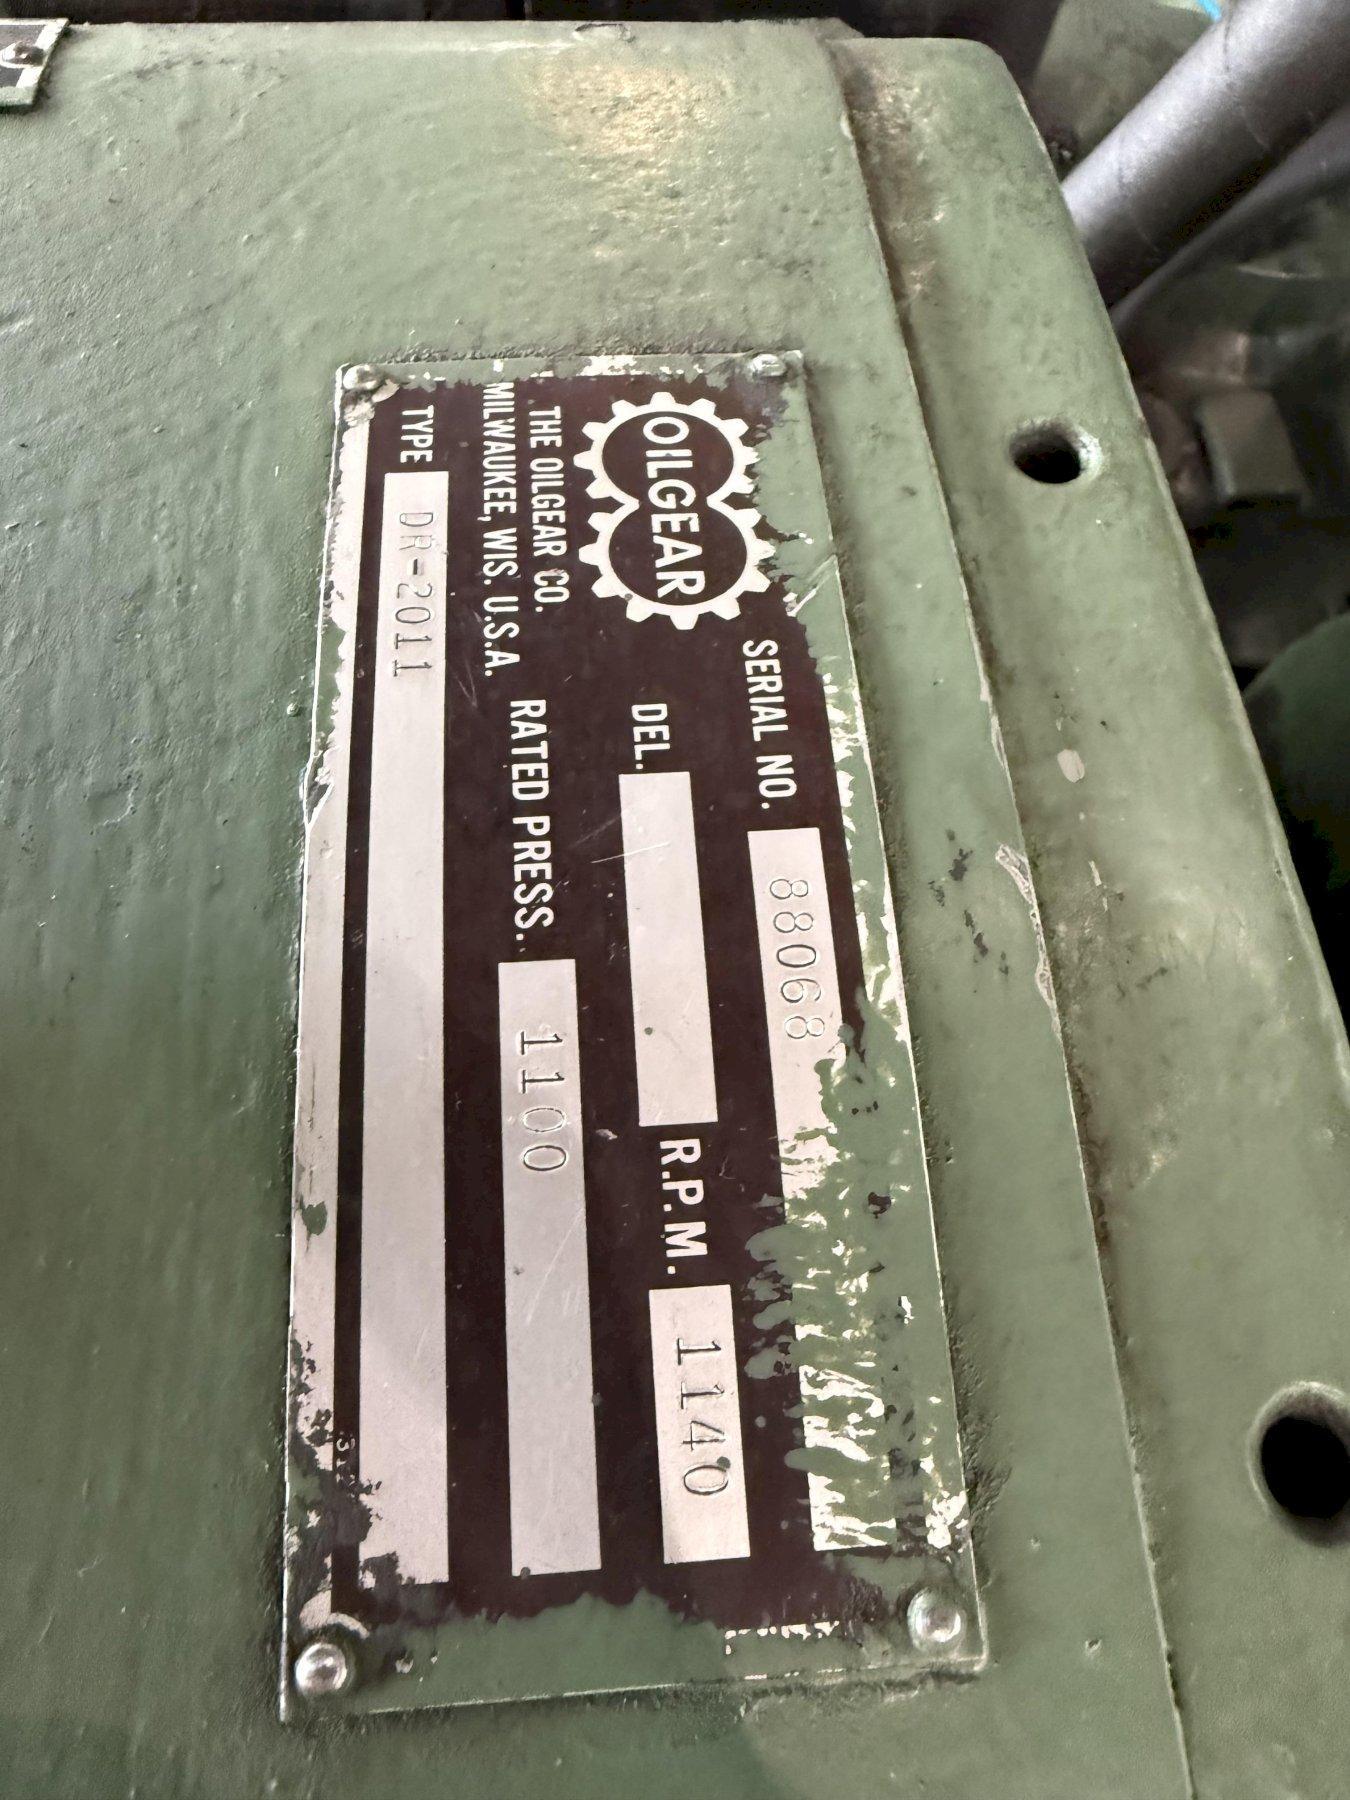 OILGEAR
SERIAL NO. 88068
DEL. R.P.M. 1140
THE OILGEAR CO.
MILWAUKEE, WIS. U.S.A. RATED PRESS. 1100
TYPE DR-2011